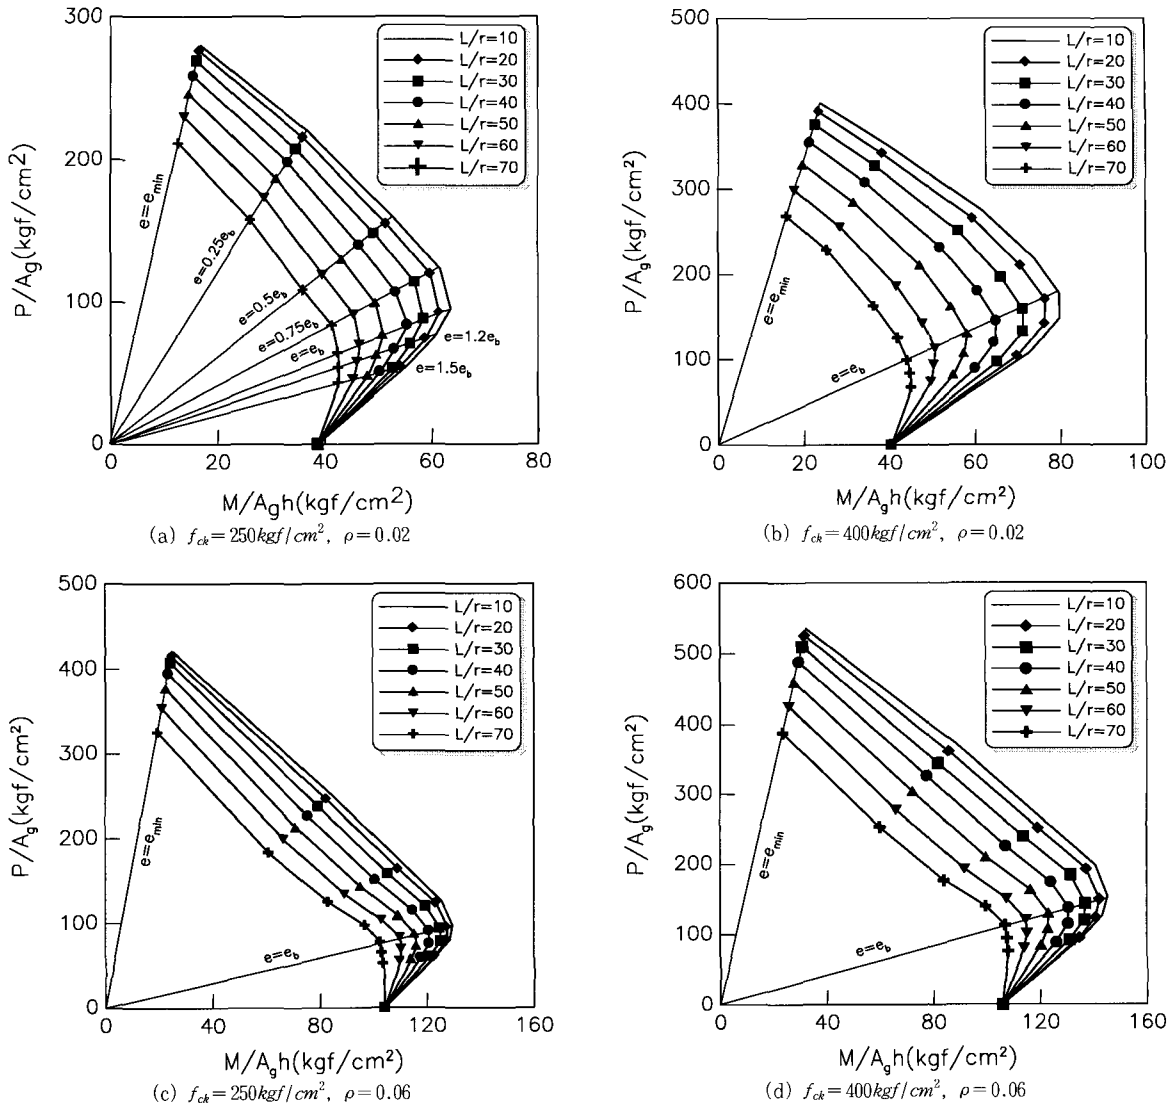 300
200
100
0
P/Ag(kgf/cm2)
0
20
40
60
80
M/Agh(kgf/cm2)
L/r=10
L/r=20
L/r=30
L/r=40
L/r=50
L/r=60
L/r=70
e=emin
e=0.25eb
e=0.5eb
e=0.75eb
e=eb
e=1.2eb
e=1.5eb
(a) fck=250kgf/cm², ρ=0.02
500
400
300
200
100
0
P/Ag(kgf/cm²)
0
20
40
60
80
100
M/Agh(kgf/cm²)
L/r=10
L/r=20
L/r=30
L/r=40
L/r=50
L/r=60
L/r=70
e=emin
e=eb
(b) fck=400kgf/cm², ρ=0.02
500
400
300
200
100
0
P/Ag(kgf/cm²)
0
40
80
120
160
M/Agh(kgf/cm²)
L/r=10
L/r=20
L/r=30
L/r=40
L/r=50
L/r=60
L/r=70
e=emin
e=eb
(c) fck=250kgf/cm², ρ=0.06
600
500
400
300
200
100
0
P/Ag(kgf/cm²)
0
40
80
120
160
M/Agh(kgf/cm²)
L/r=10
L/r=20
L/r=30
L/r=40
L/r=50
L/r=60
L/r=70
e=emin
e=eb
(d) fck=400kgf/cm², ρ=0.06